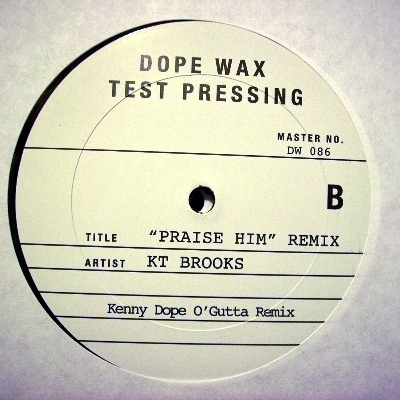 DOPE WAX
TEST PRESSING
MASTER NO.
DW 086
B
TITLE "PRAISE HIM" REMIX
ARTIST KT BROOKS
Kenny Dope O'Gutta Remix